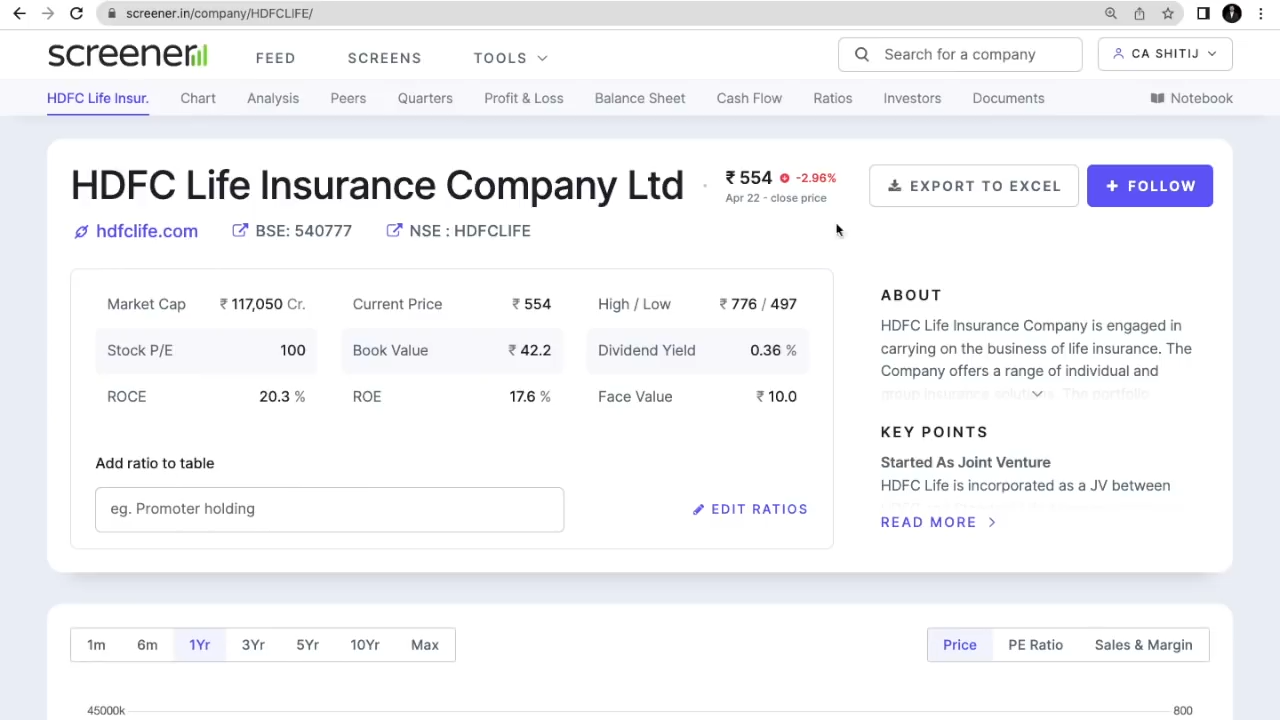 screener.in/company/HDFCLIFE/
screener
FEED SCREENS TOOLS
Search for a company
CA SHITIJ
HDFC Life Insur. Chart Analysis Peers Quarters Profit & Loss Balance Sheet Cash Flow Ratios Investors Documents Notebook
HDFC Life Insurance Company Ltd
₹ 554 -2.96%
Apr 22 - close price
EXPORT TO EXCEL
+ FOLLOW
hdfclife.com BSE: 540777 NSE : HDFCLIFE
Market Cap ₹ 117,050 Cr. Current Price ₹ 554 High / Low ₹ 776 / 497
Stock P/E 100 Book Value ₹ 42.2 Dividend Yield 0.36 %
ROCE 20.3 % ROE 17.6 % Face Value ₹ 10.0
Add ratio to table
eg. Promoter holding
EDIT RATIOS
ABOUT
HDFC Life Insurance Company is engaged in
carrying on the business of life insurance. The
Company offers a range of individual and
group insurance solutions. The portfolio
KEY POINTS
Started As Joint Venture
HDFC Life is incorporated as a JV between
READ MORE
1m 6m 1Yr 3Yr 5Yr 10Yr Max
Price PE Ratio Sales & Margin
45000k 800